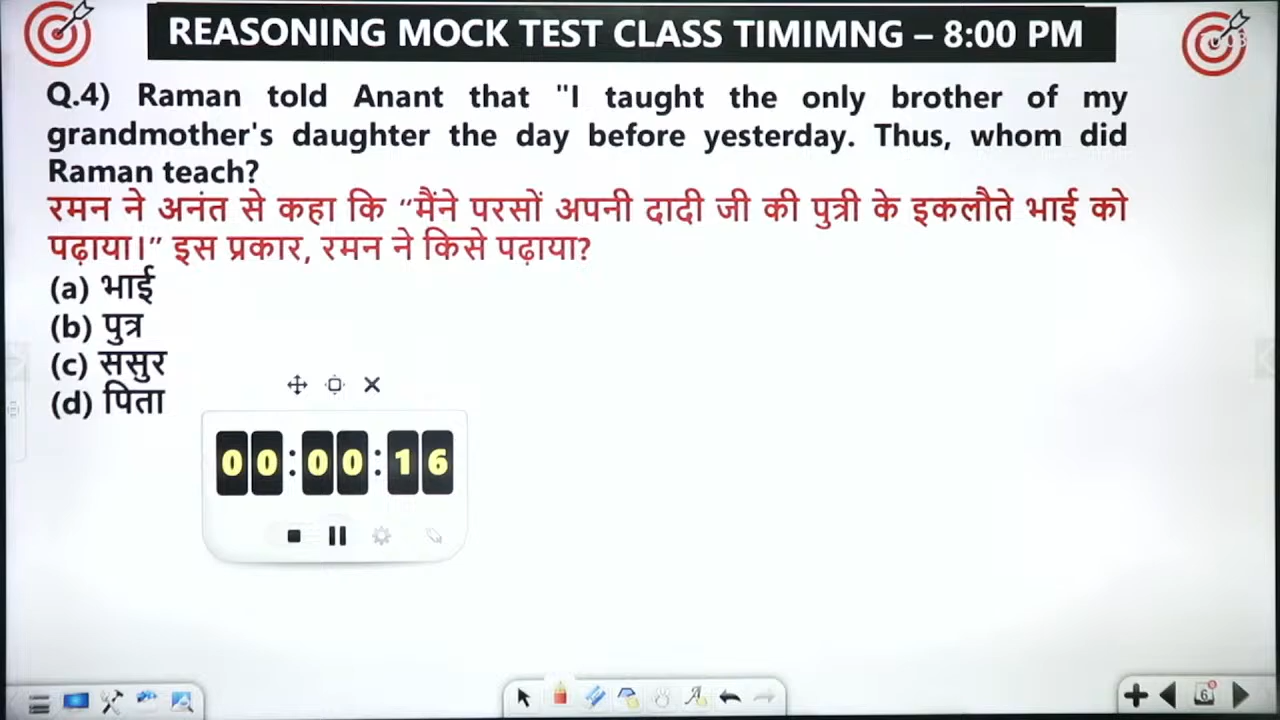 REASONING MOCK TEST CLASS TIMIMNG – 8:00 PM
Q.4) Raman told Anant that "I taught the only brother of my
grandmother's daughter the day before yesterday. Thus, whom did
Raman teach?
रमन ने अनंत से कहा कि “मैंने परसों अपनी दादी जी की पुत्री के इकलौते भाई को
पढ़ाया।” इस प्रकार, रमन ने किसे पढ़ाया?
(a) भाई
(b) पुत्र
(c) ससुर
(d) पिता
00:00:16
6